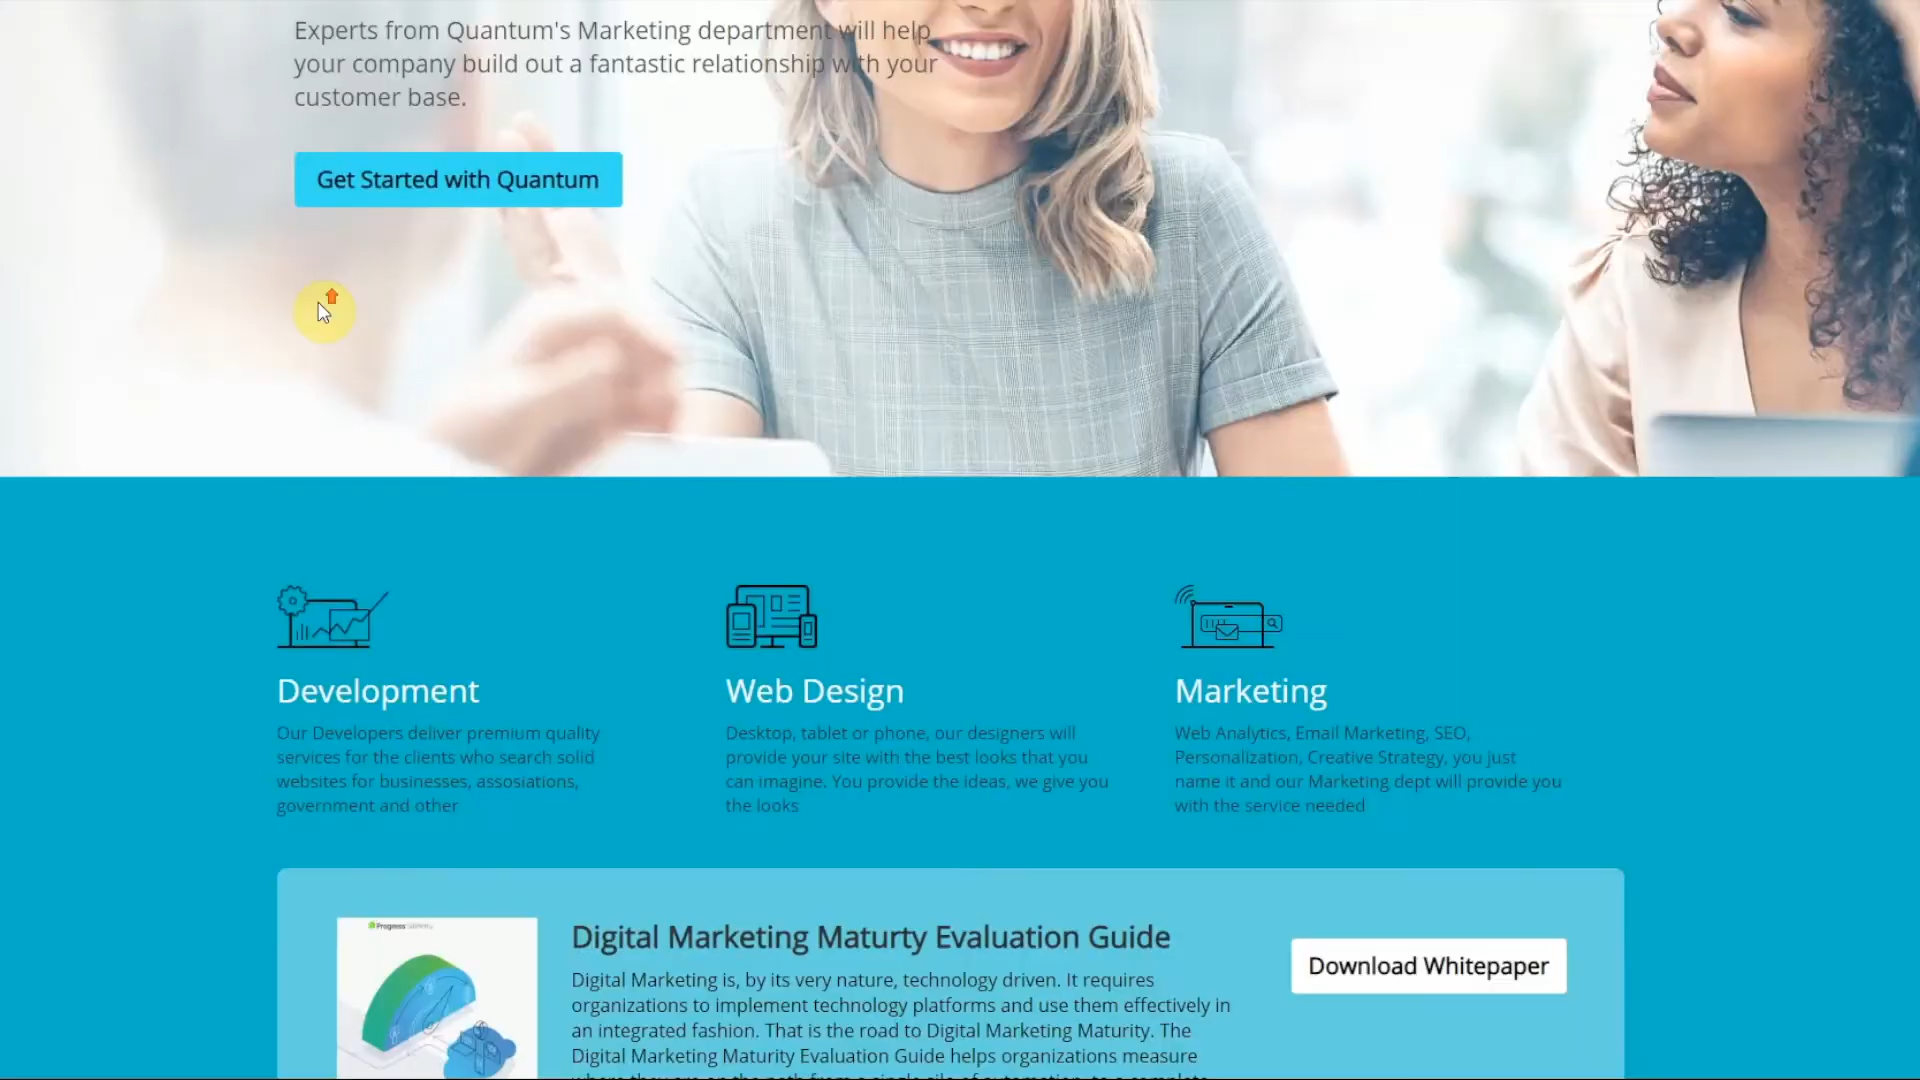 Experts from Quantum's Marketing department will help
your company build out a fantastic relationship with your
customer base.
Get Started with Quantum
Development
Our Developers deliver premium quality
services for the clients who search solid
websites for businesses, assosiations,
government and other
Web Design
Desktop, tablet or phone, our designers will
provide your site with the best looks that you
can imagine. You provide the ideas, we give you
the looks
Marketing
Web Analytics, Email Marketing, SEO,
Personalization, Creative Strategy, you just
name it and our Marketing dept will provide you
with the service needed
Progress
Digital Marketing Maturty Evaluation Guide
Digital Marketing is, by its very nature, technology driven. It requires
organizations to implement technology platforms and use them effectively in
an integrated fashion. That is the road to Digital Marketing Maturity. The
Digital Marketing Maturity Evaluation Guide helps organizations measure
Download Whitepaper